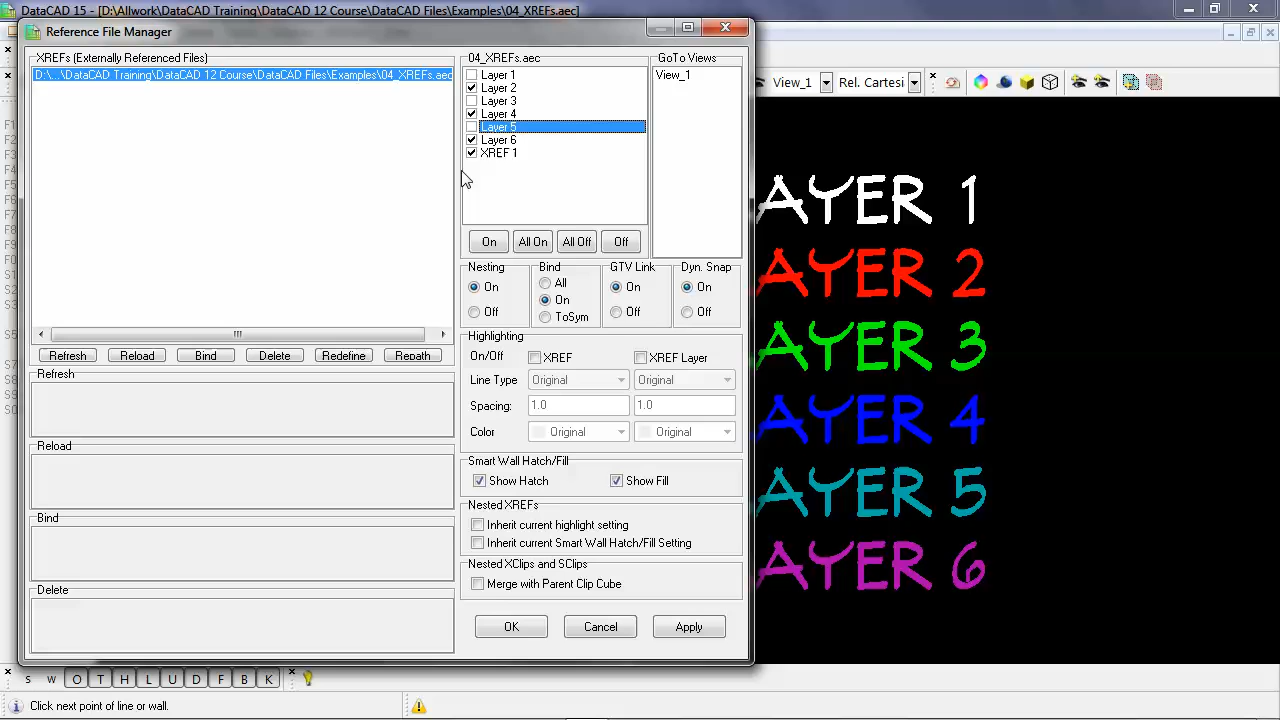 DataCAD 15 - [D:\Allwork\DataCAD Training\DataCAD 12 Course\DataCAD Files\Examples\04_XREFs.aec]
Reference File Manager
XREFs (Externally Referenced Files)
D:\...\DataCAD Training\DataCAD 12 Course\DataCAD Files\Examples\04_XREFs.aec
04_XREFs.aec
Layer 1
Layer 2
Layer 3
Layer 4
Layer 5
Layer 6
XREF 1
GoTo Views
View_1
On All On All Off Off
Refresh Reload Bind Delete Redefine Repath
Refresh
Reload
Bind
Delete
Nesting
On
Off
Bind
All
On
ToSym
GTV Link
On
Off
Dyn. Snap
On
Off
Highlighting
On/Off XREF XREF Layer
Line Type Original Original
Spacing: 1.0 1.0
Color Original Original
Smart Wall Hatch/Fill
Show Hatch Show Fill
Nested XREFs
Inherit current highlight setting
Inherit current Smart Wall Hatch/Fill Setting
Nested XClips and SClips
Merge with Parent Clip Cube
OK Cancel Apply
View_1 Rel. Cartesi
AYER 1
AYER 2
AYER 3
AYER 4
AYER 5
AYER 6
S W O T H L U D F B K
Click next point of line or wall.